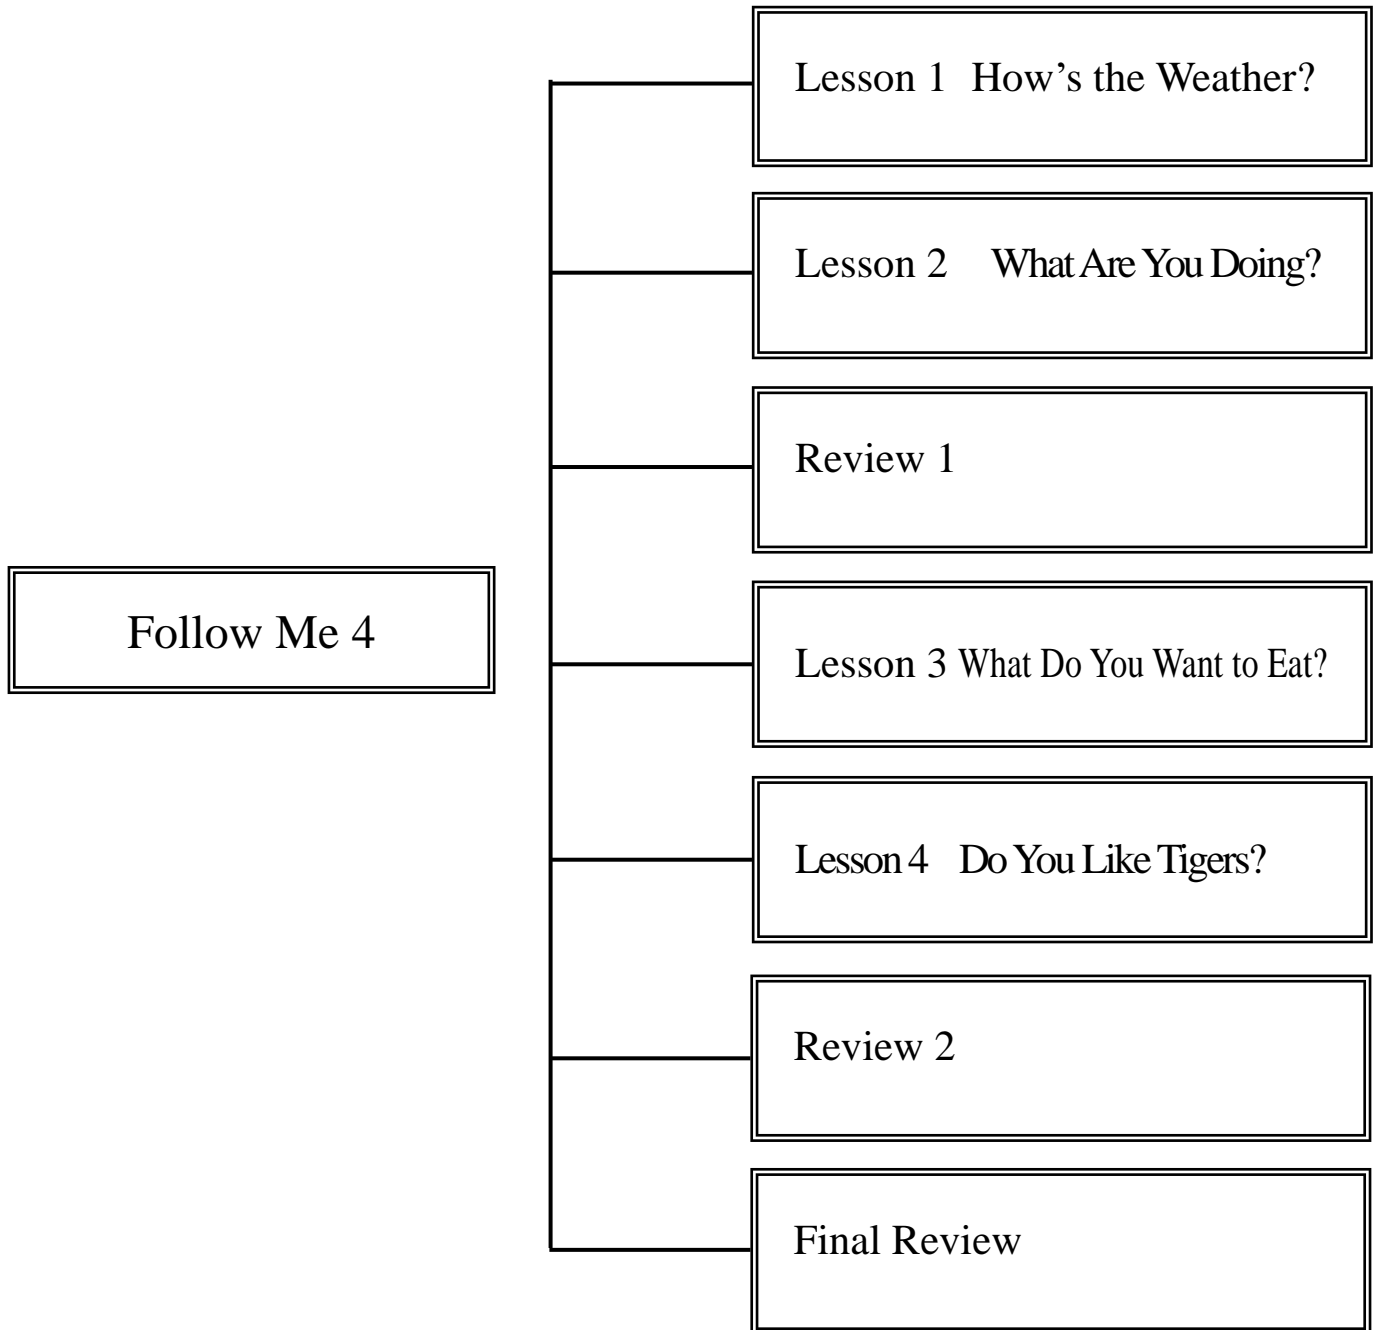 Lesson 1 How’s the Weather?
Lesson 2 What Are You Doing?
Review 1
Follow Me 4
Lesson 3 What Do You Want to Eat?
Lesson 4 Do You Like Tigers?
Review 2
Final Review